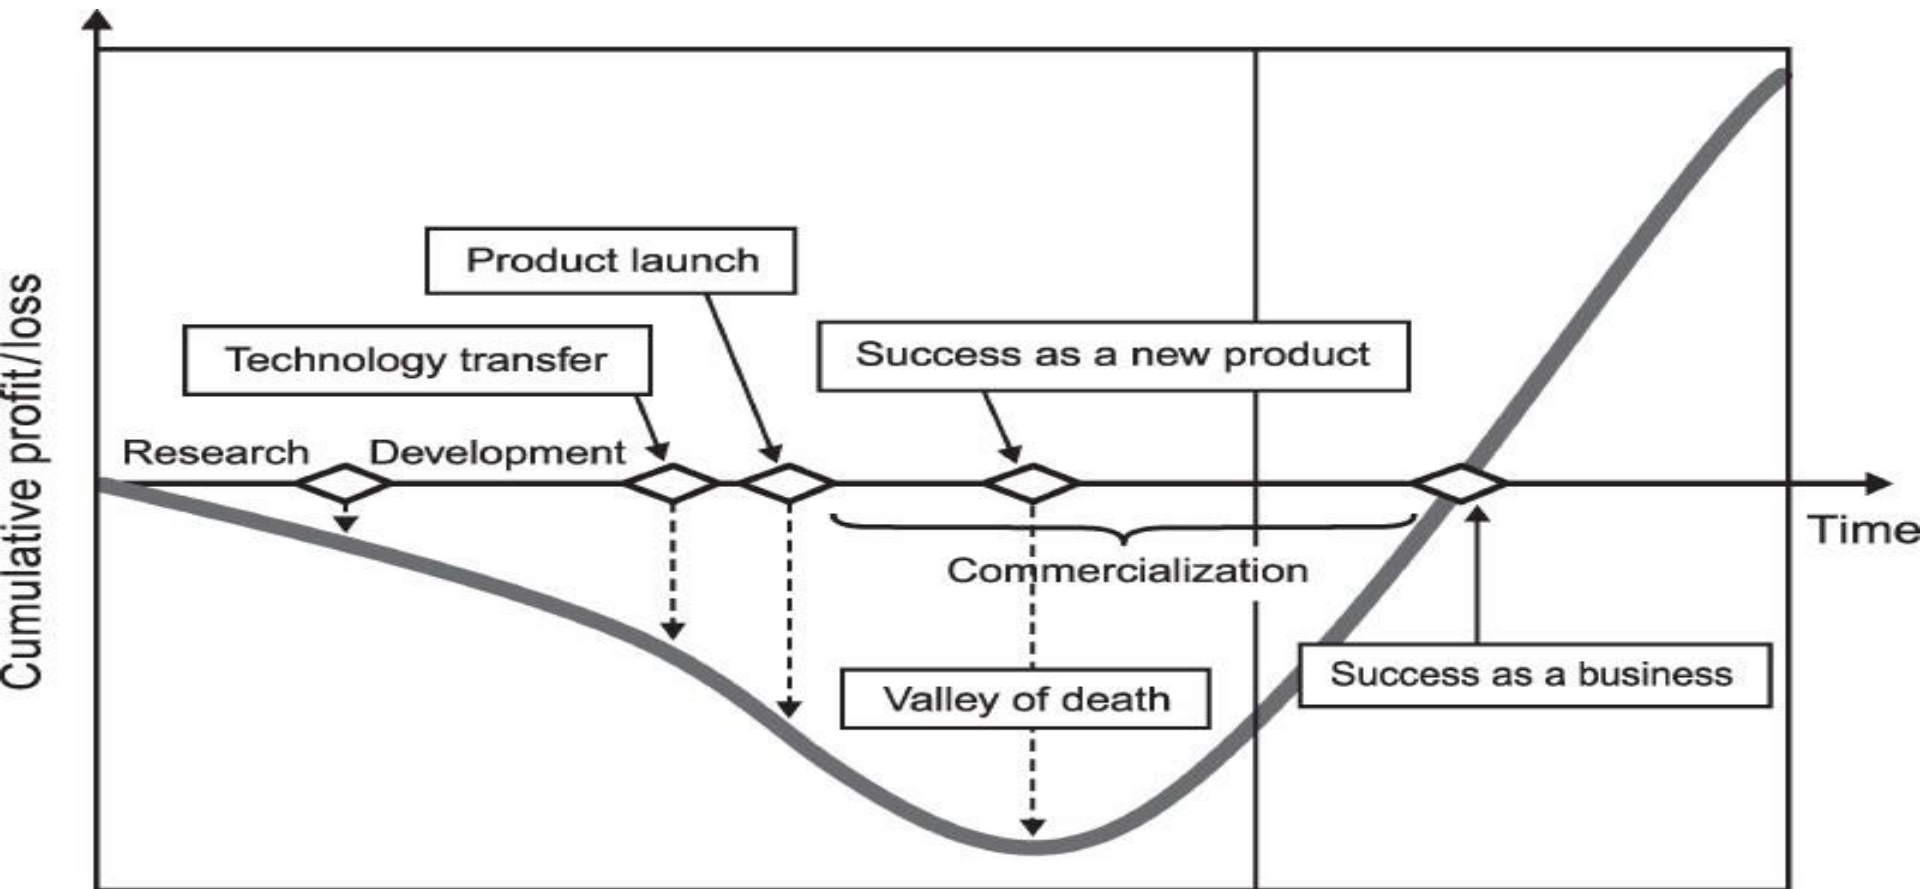 Cumulative profit/loss
Product launch
Technology transfer
Success as a new product
Research
Development
Time
Commercialization
Valley of death
Success as a business